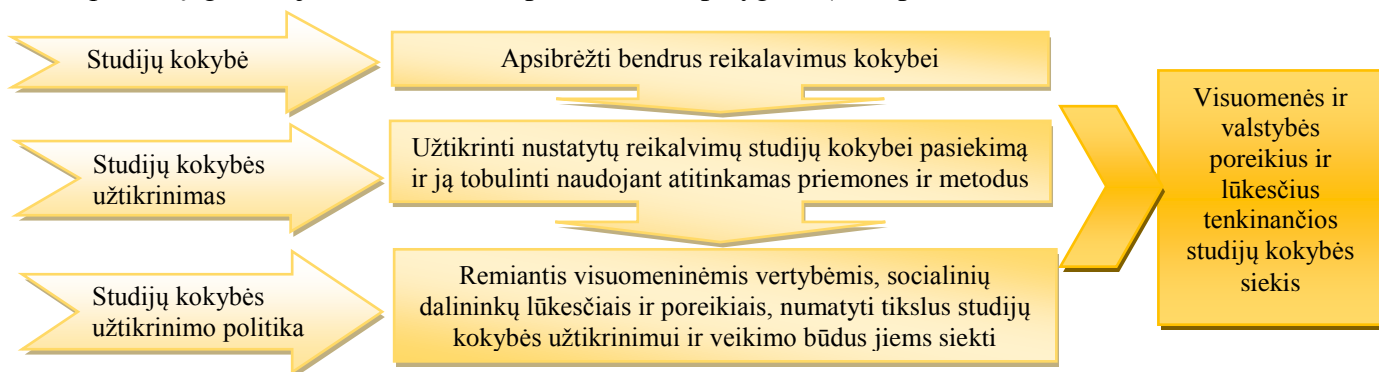 Studijų kokybė
Apsibrėžti bendrus reikalavimus kokybei
Studijų kokybės
užtikrinimas
Užtikrinti nustatytų reikalvimų studijų kokybei pasiekimą
ir ją tobulinti naudojant atitinkamas priemones ir metodus
Studijų kokybės
užtikrinimo politika
Remiantis visuomeninėmis vertybėmis, socialinių
dalininkų lūkesčiais ir poreikiais, numatyti tikslus studijų
kokybės užtikrinimui ir veikimo būdus jiems siekti
Visuomenės ir
valstybės
poreikius ir
lūkesčius
tenkinančios
studijų kokybės
siekis